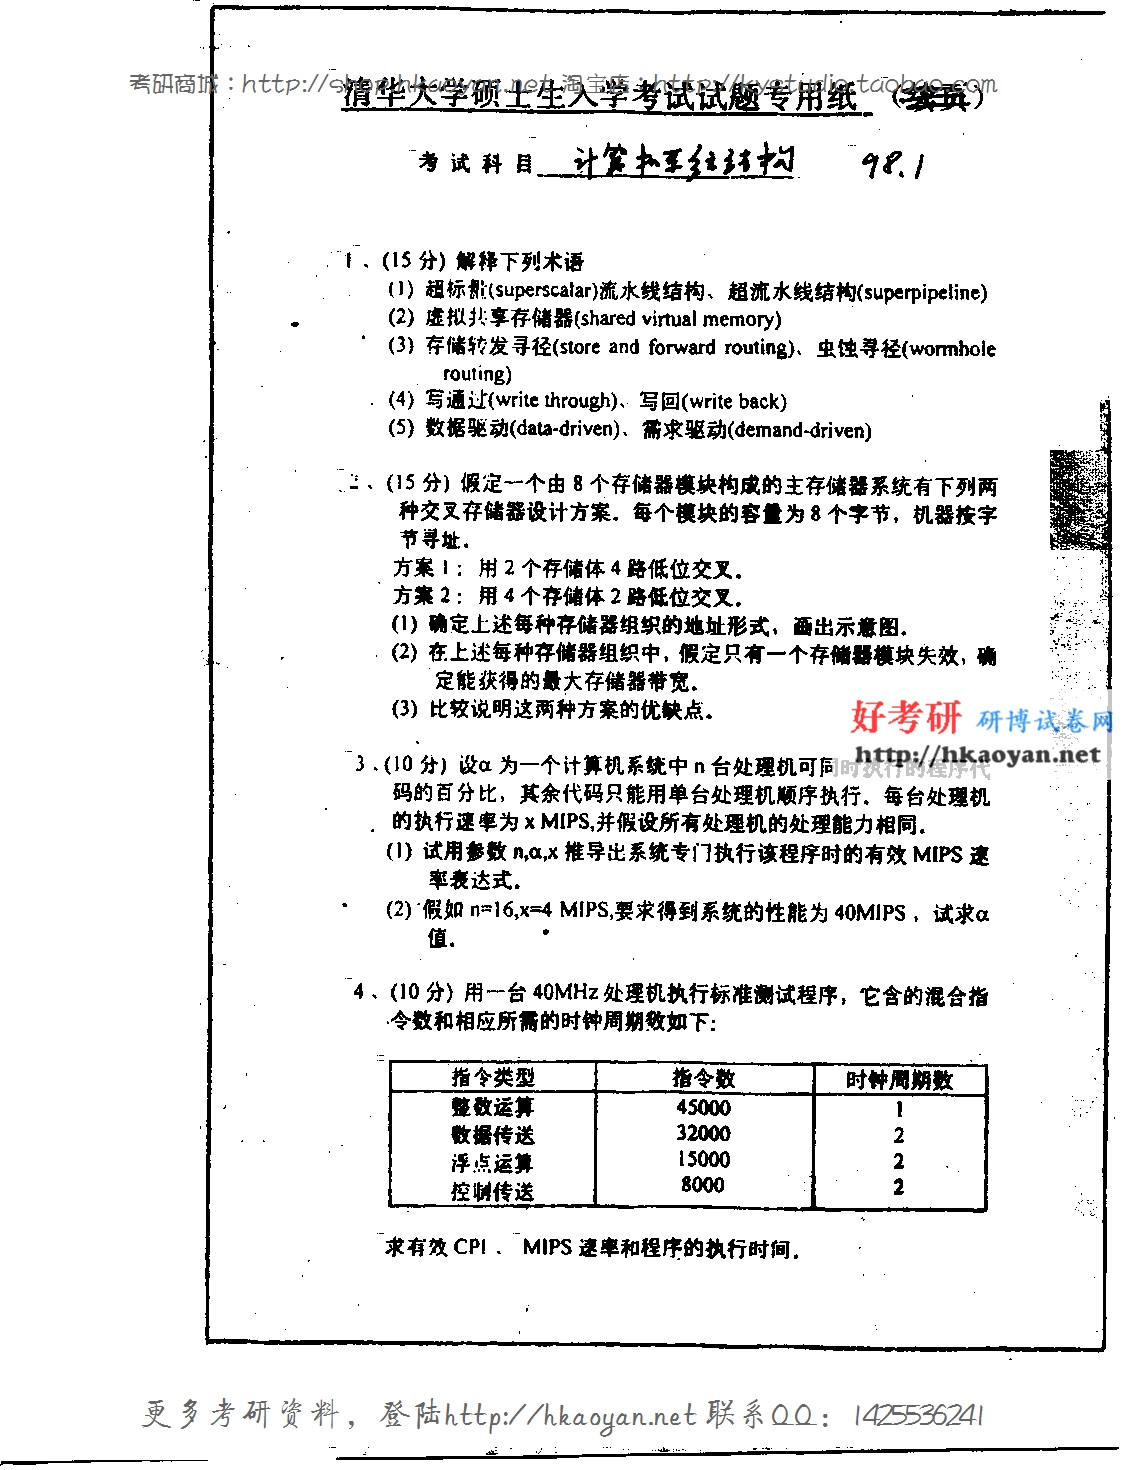 考研商城：http://shop.hkaoyan.net 淘宝店：http://kystudio.taobao.com
清华大学硕士生入学考试试题专用纸
考试科目 计算机系统结构 98.1
1、(15 分) 解释下列术语
(1) 超标量(superscalar)流水线结构、超流水线结构(superpipeline)
(2) 虚拟共享存储器(shared virtual memory)
(3) 存储转发寻径(store and forward routing)、虫蚀寻径(wormhole
routing)
(4) 写通过(write through)、写回(write back)
(5) 数据驱动(data-driven)、需求驱动(demand-driven)
二、(15 分) 假定一个由 8 个存储器模块构成的主存储器系统有下列两
种交叉存储器设计方案。每个模块的容量为 8 个字节，机器按字
节寻址。
方案 1：用 2 个存储体 4 路低位交叉。
方案 2：用 4 个存储体 2 路低位交叉。
(1) 确定上述每种存储器组织的地址形式，画出示意图。
(2) 在上述每种存储器组织中，假定只有一个存储器模块失效，确
定能获得的最大存储器带宽。
(3) 比较说明这两种方案的优缺点。
好考研 研博试卷网
http://hkaoyan.net
3、(10 分) 设α 为一个计算机系统中 n 台处理机可同时执行的程序代
码的百分比，其余代码只能用单台处理机顺序执行。每台处理机
的执行速率为 x MIPS,并假设所有处理机的处理能力相同。
(1) 试用参数 n,α,x 推导出系统专门执行该程序时的有效 MIPS 速
率表达式。
(2) 假如 n=16,x=4 MIPS,要求得到系统的性能为 40MIPS，试求α
值。
4、(10 分) 用一台 40MHz 处理机执行标准测试程序，它含的混合指
令数和相应所需的时钟周期数如下：
指令类型 指令数 时钟周期数
整数运算 45000 1
数据传送 32000 2
浮点运算 15000 2
控制传送 8000 2
求有效 CPI、MIPS 速率和程序的执行时间。
更多考研资料，登陆http://hkaoyan.net 联系QQ：1425536241